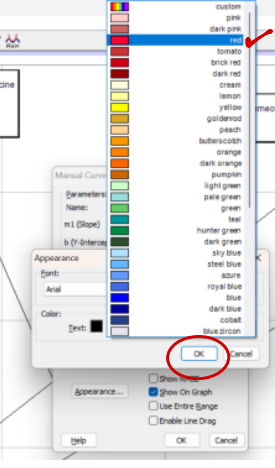 custom
pink
dark pink
red
tomato
brick red
dark red
cream
lemon
yellow
goldenrod
peach
butterscotch
orange
dark orange
pumpkin
light green
pale green
green
teal
hunter green
dark green
sky blue
steel blue
azure
royal blue
blue
dark blue
cobalt
blue zircon
Manual Curve
Parameters:
Name:
m1 (Slope)
b (Y-Intercep
Appearance
Font:
Arial
Color:
Text:
OK
Cancel
Appearance...
Show On Graph
Use Entire Range
Enable Line Drag
Help
OK
Cancel